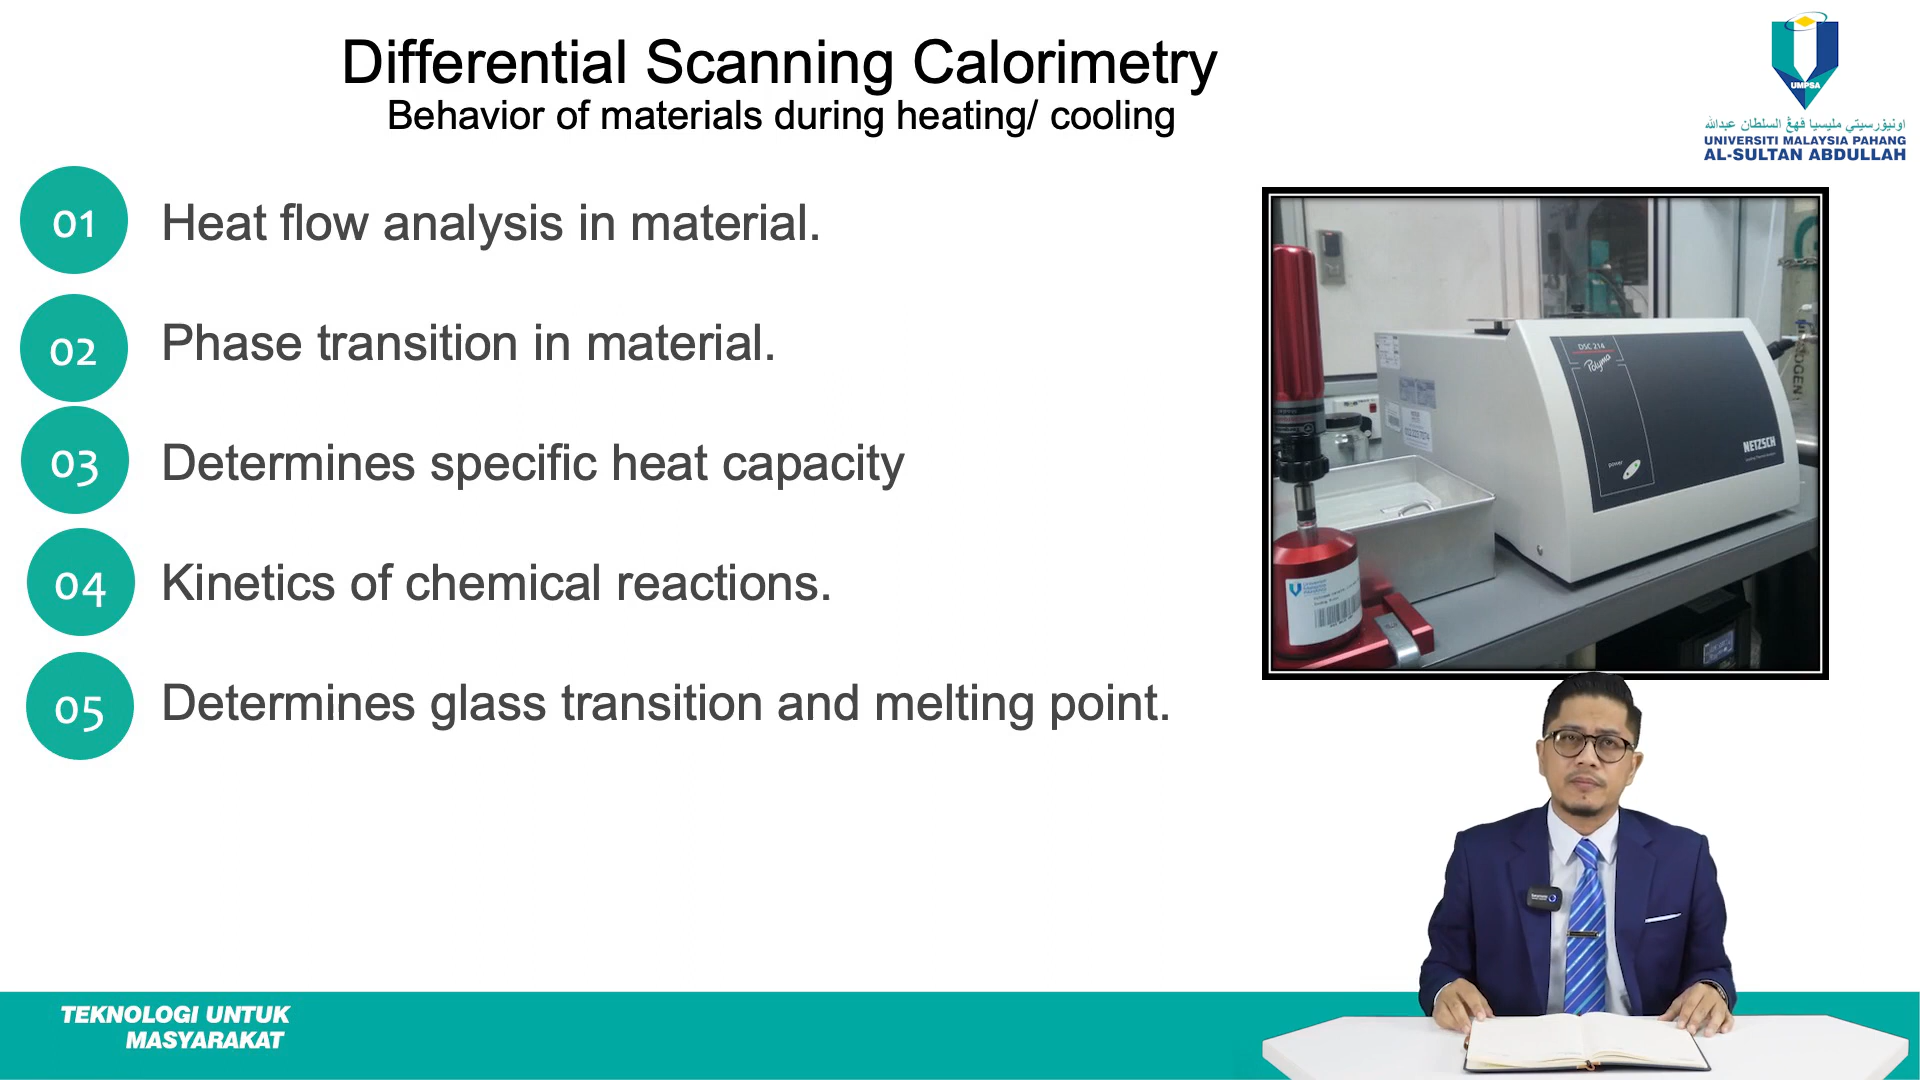 Differential Scanning Calorimetry
Behavior of materials during heating/ cooling
UMPSA
اونيۏرسيتي مليسيا ڤهڠ السلطان عبدالله
UNIVERSITI MALAYSIA PAHANG
AL-SULTAN ABDULLAH
01
Heat flow analysis in material.
02
Phase transition in material.
03
Determines specific heat capacity
04
Kinetics of chemical reactions.
05
Determines glass transition and melting point.
DSC 214
Polyma
NETZSCH
power
TEKNOLOGI UNTUK
MASYARAKAT